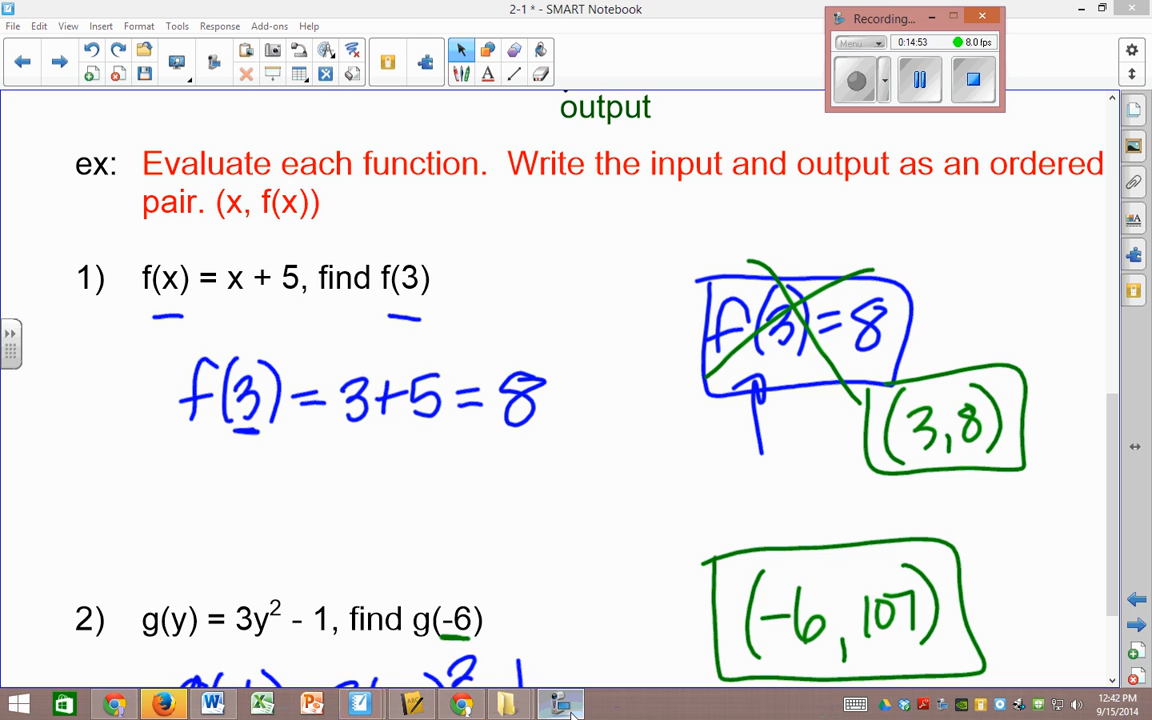 2-1 * - SMART Notebook
Recording...
File Edit View Insert Format Tools Response Add-ons Help
Menu 0:14:53 8.0 fps
output
ex: Evaluate each function. Write the input and output as an ordered
pair. (x, f(x))
1) f(x) = x + 5, find f(3)
f(3) = 8
f(3) = 3+5 = 8
(3,8)
(-6, 107)
2) g(y) = 3y² - 1, find g(-6)
12:42 PM
9/15/2014